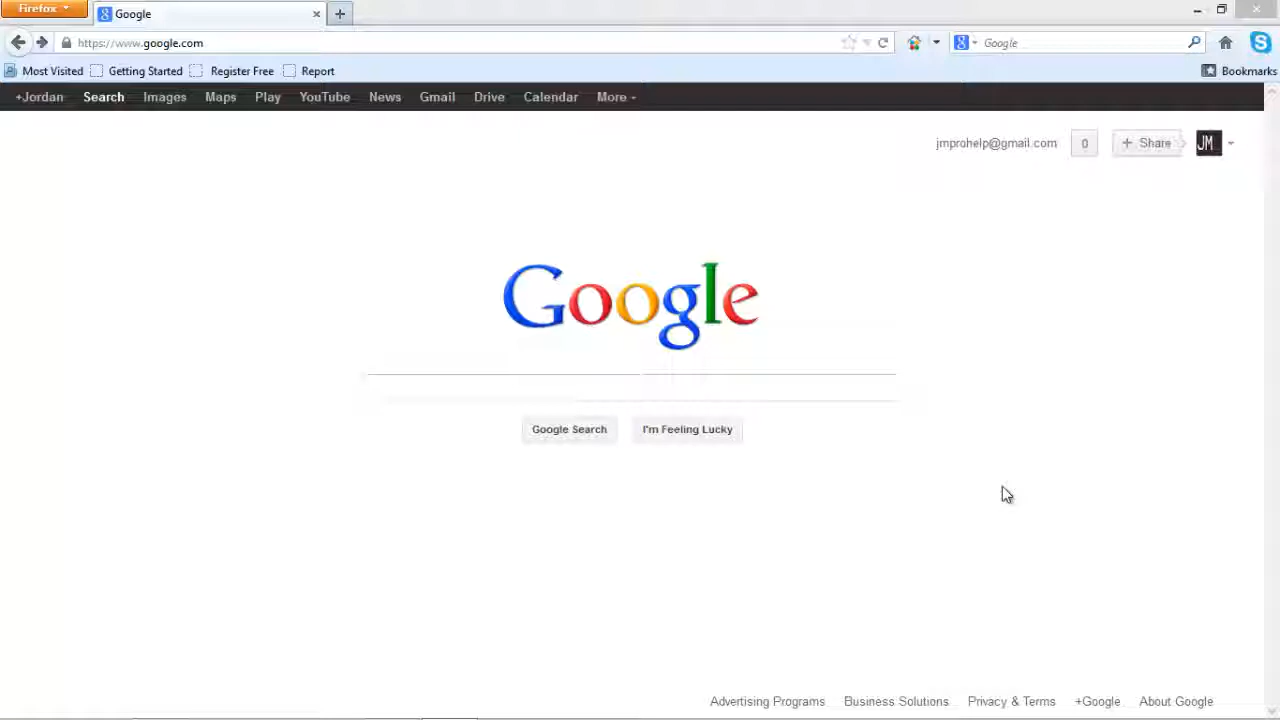 Firefox
Google
https://www.google.com
Google
Most Visited Getting Started Register Free Report Bookmarks
+Jordan Search Images Maps Play YouTube News Gmail Drive Calendar More
jmprohelp@gmail.com 0 + Share JM
Google
Google Search I'm Feeling Lucky
Advertising Programs Business Solutions Privacy & Terms +Google About Google